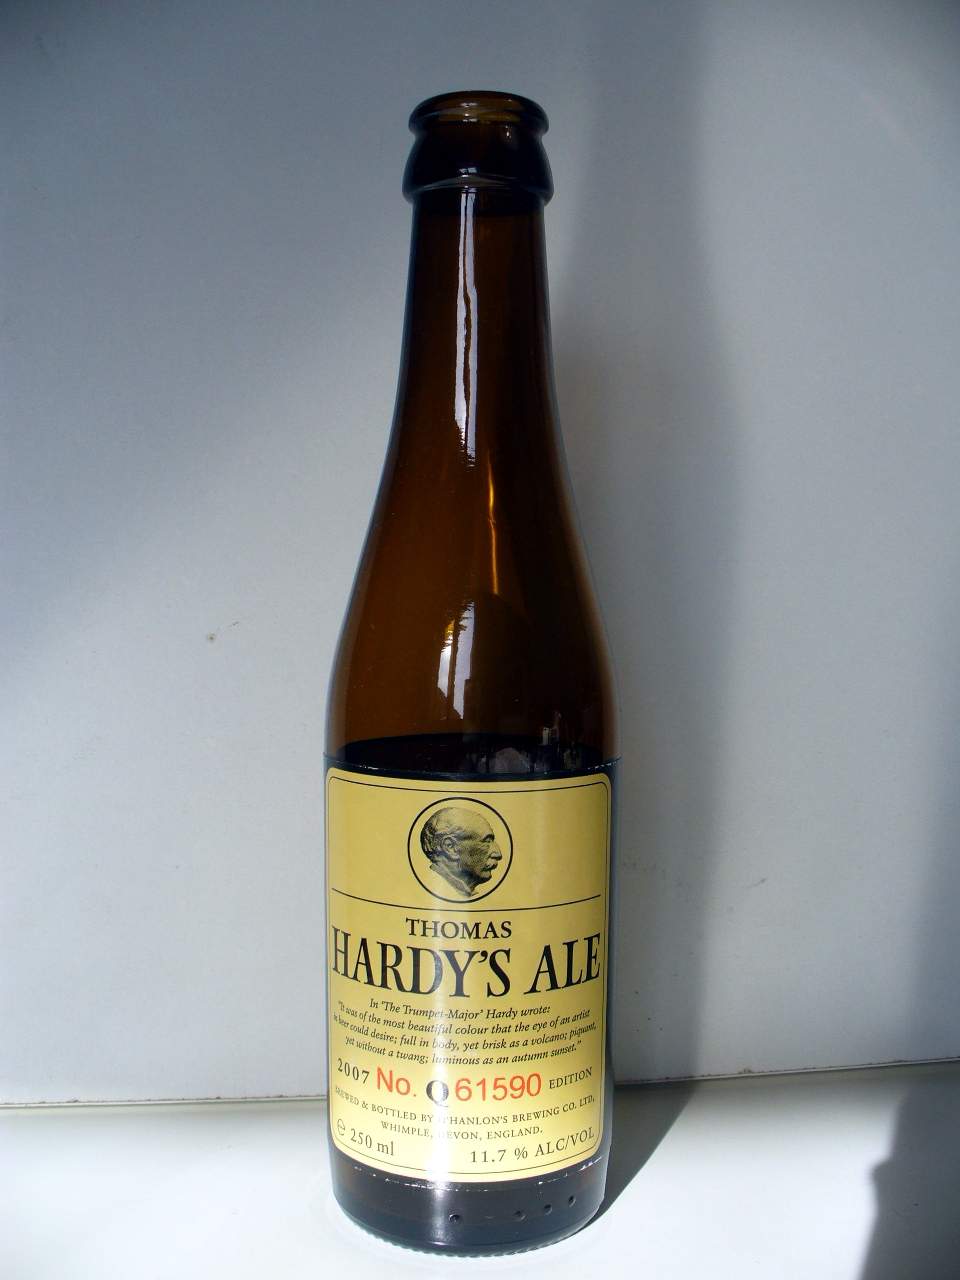 THOMAS
HARDY'S ALE
In 'The Trumpet-Major' Hardy wrote:
"It was of the most beautiful colour that the eye of an artist
in beer could desire; full in body, yet brisk as a volcano; piquant,
yet without a twang; luminous as an autumn sunset."
2007 No. Q 61590 EDITION
BREWED & BOTTLED BY O'HANLON'S BREWING CO. LTD,
WHIMPLE, DEVON, ENGLAND.
℮ 250 ml 11.7 % ALC/VOL